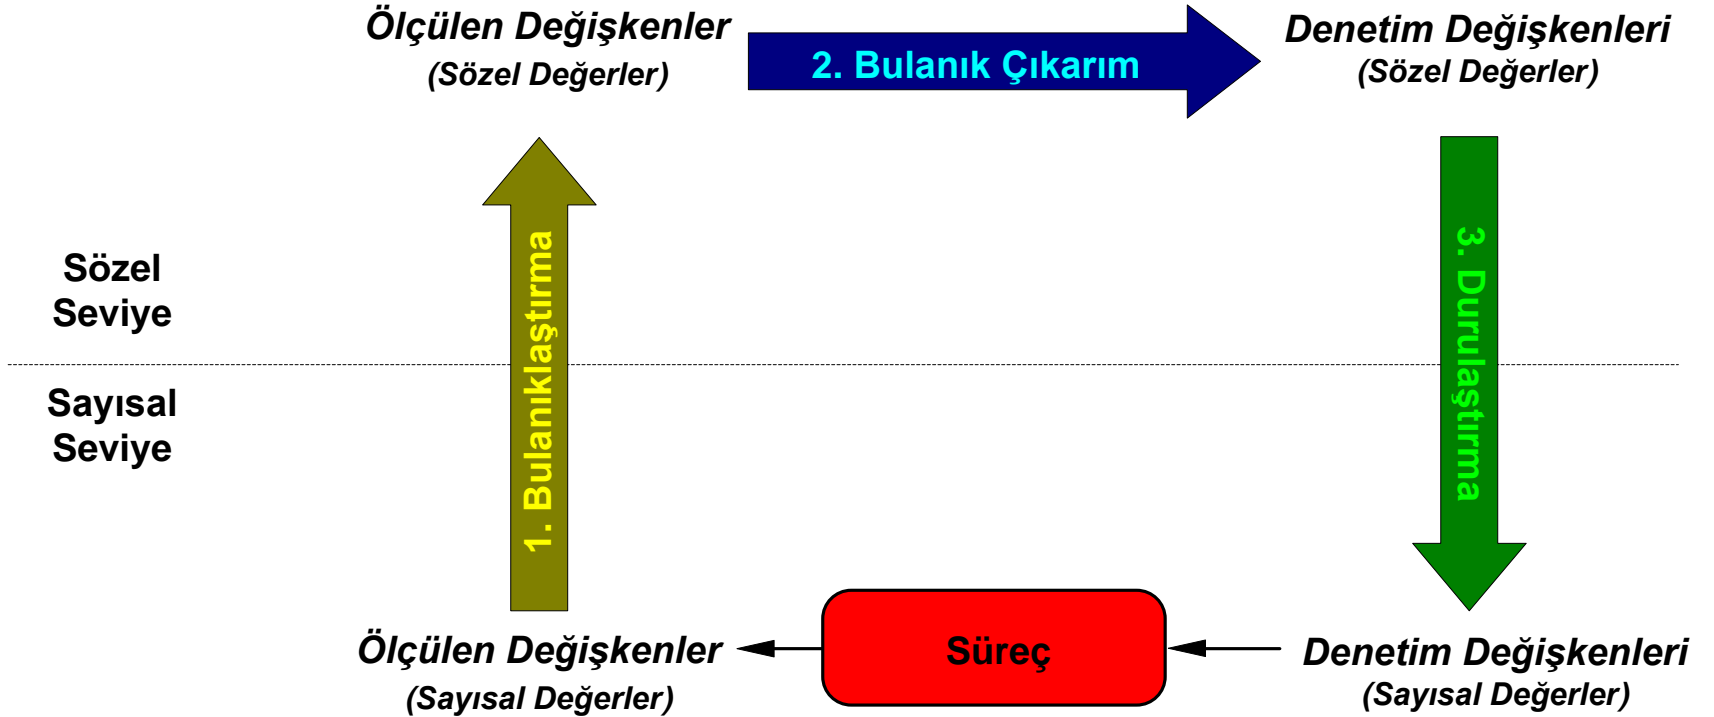 Ölçülen Değişkenler
(Sözel Değerler)
2. Bulanık Çıkarım
Denetim Değişkenleri
(Sözel Değerler)
1. Bulanıklaştırma
3. Durulaştırma
Sözel
Seviye
Sayısal
Seviye
Ölçülen Değişkenler
(Sayısal Değerler)
Süreç
Denetim Değişkenleri
(Sayısal Değerler)